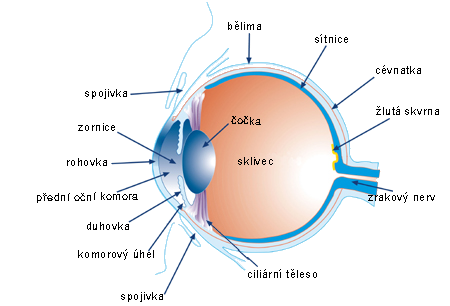 bělima
sítnice
cévnatka
žlutá skvrna
spojivka
čočka
zornice
rohovka
sklivec
přední oční komora
zrakový nerv
duhovka
komorový úhel
ciliární těleso
spojivka